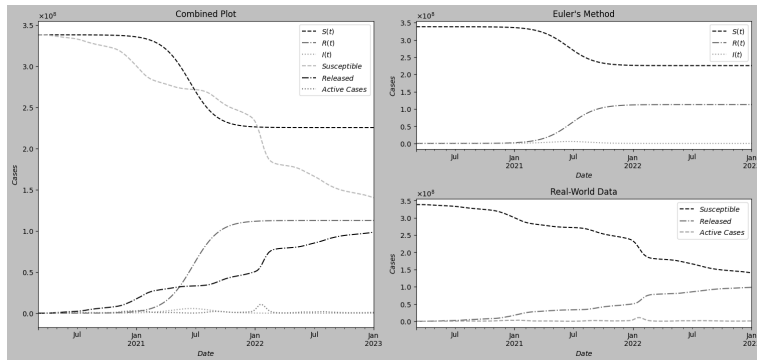 Combined Plot
×10⁸
3.5
3.0
2.5
2.0
1.5
1.0
0.5
0.0
Cases
S(t)
R(t)
I(t)
Susceptible
Released
Active Cases
Jul
Jan
2021
Jul
Jan
2022
Jul
Jan
2023
Date
Euler's Method
×10⁸
3.5
3.0
2.5
2.0
1.5
1.0
0.5
0.0
Cases
S(t)
R(t)
I(t)
Jul
Jan
2021
Jul
Jan
2022
Jul
Jan
202
Date
Real-World Data
×10⁸
3.5
3.0
2.5
2.0
1.5
1.0
0.5
0.0
Cases
Susceptible
Released
Active Cases
Jul
Jan
2021
Jul
Jan
2022
Jul
Jan
202
Date